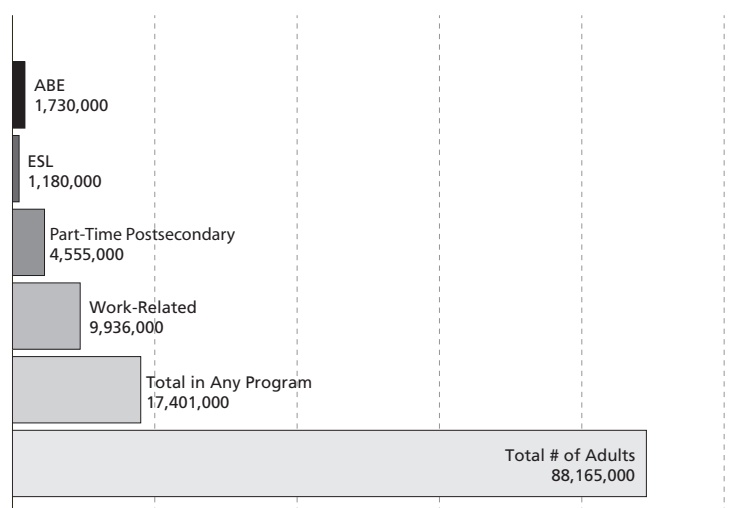 ABE
1,730,000
ESL
1,180,000
Part-Time Postsecondary
4,555,000
Work-Related
9,936,000
Total in Any Program
17,401,000
Total # of Adults
88,165,000